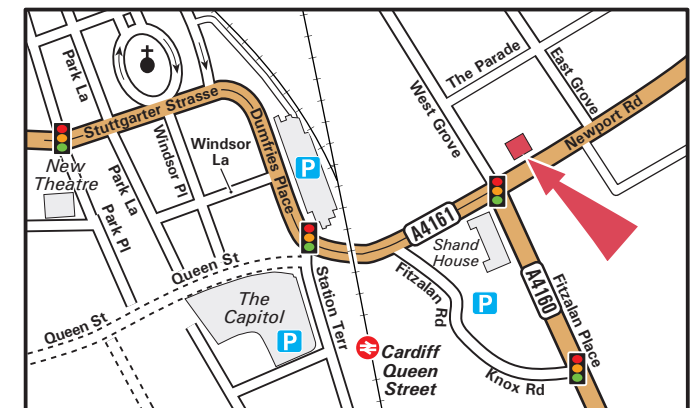 Park La
Stuttgarter Strasse
New
Theatre
Park La
Park Pl
Windsor Pl
Windsor
La
Dumfries Place
P
West Grove
The Parade
East Grove
Newport Rd
A4161
Shand
House
Queen St
Queen St
The
Capitol
P
Station Terr
Fitzalan Rd
P
A4160
Fitzalan Place
Knox Rd
Cardiff
Queen
Street